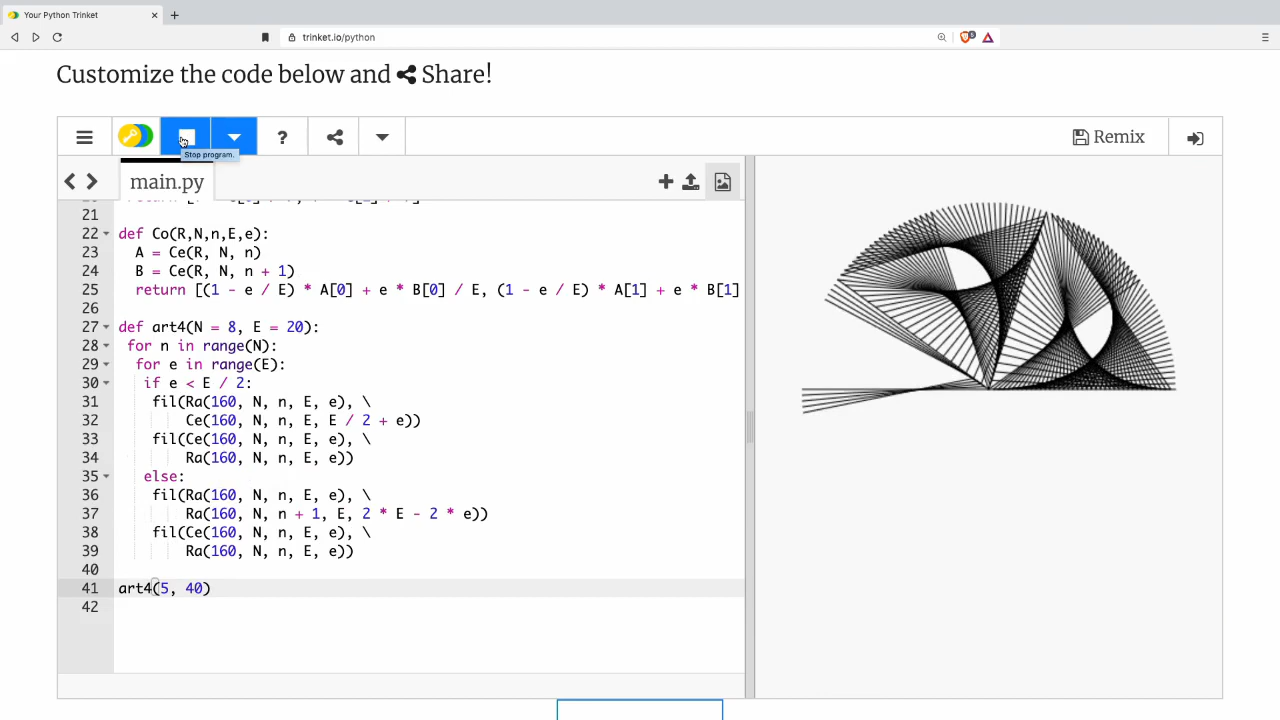 Your Python Trinket
trinket.io/python
Customize the code below and Share!
?
Remix
Stop program.
main.py
21
22 def Co(R,N,n,E,e):
23 A = Ce(R, N, n)
24 B = Ce(R, N, n + 1)
25 return [(1 - e / E) * A[0] + e * B[0] / E, (1 - e / E) * A[1] + e * B[1]
26
27 def art4(N = 8, E = 20):
28 for n in range(N):
29 for e in range(E):
30 if e < E / 2:
31 fil(Ra(160, N, n, E, e), \
32 Ce(160, N, n, E, E / 2 + e))
33 fil(Ce(160, N, n, E, e), \
34 Ra(160, N, n, E, e))
35 else:
36 fil(Ra(160, N, n, E, e), \
37 Ra(160, N, n + 1, E, 2 * E - 2 * e))
38 fil(Ce(160, N, n, E, e), \
39 Ra(160, N, n, E, e))
40
41 art4(5, 40)
42